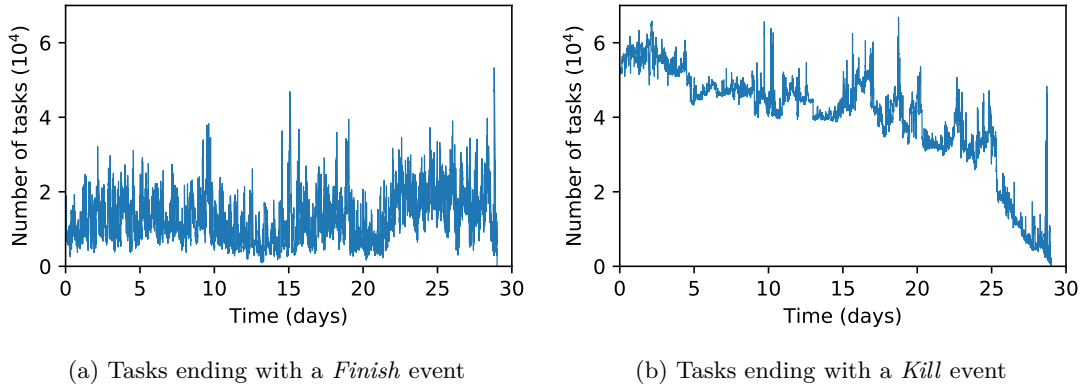 Number of tasks (10⁴)
6
4
2
0
0 5 10 15 20 25 30
Time (days)
(a) Tasks ending with a Finish event
Number of tasks (10⁴)
6
4
2
0
0 5 10 15 20 25 30
Time (days)
(b) Tasks ending with a Kill event